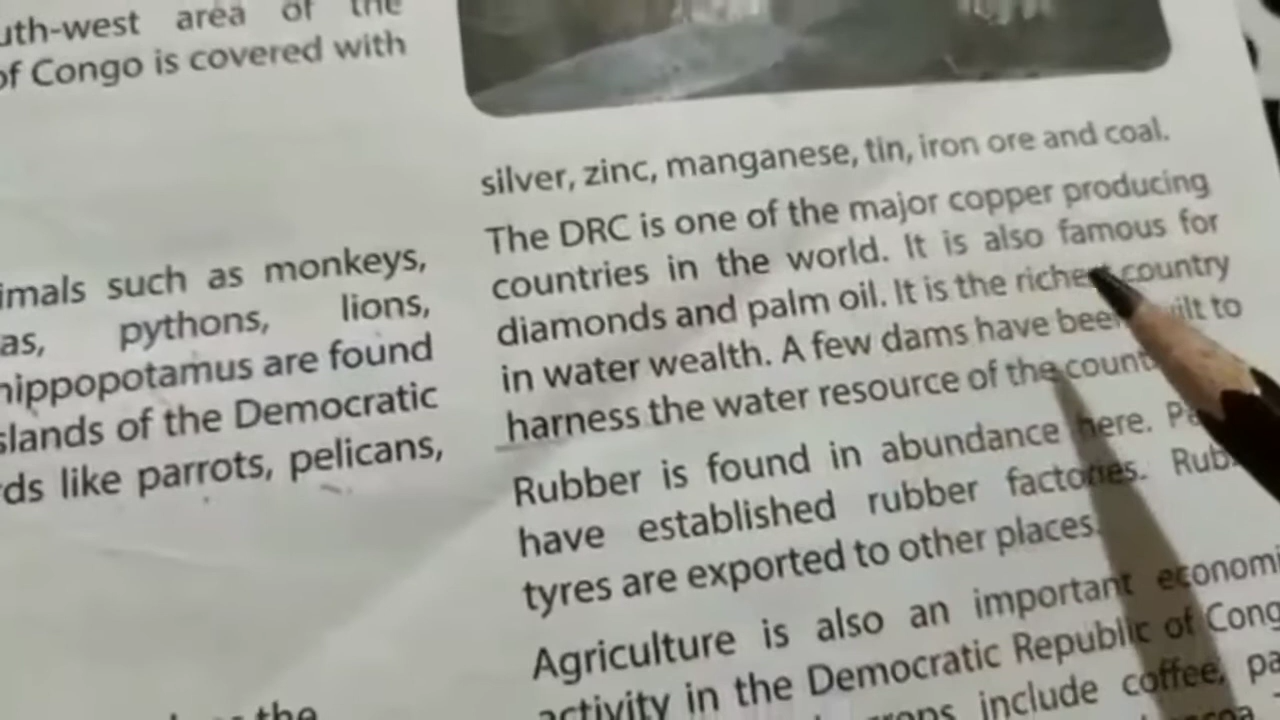 uth-west area of the
of Congo is covered with
imals such as monkeys,
as, pythons, lions,
hippopotamus are found
slands of the Democratic
rds like parrots, pelicans,
the
silver, zinc, manganese, tin, iron ore and coal.
The DRC is one of the major copper producing
countries in the world. It is also famous for
diamonds and palm oil. It is the richest country
in water wealth. A few dams have been built to
harness the water resource of the count
Rubber is found in abundance here.
have established rubber factories.
tyres are exported to other places.
Agriculture is also an important economi
activity in the Democratic Republic of Cong
include coffee, pa